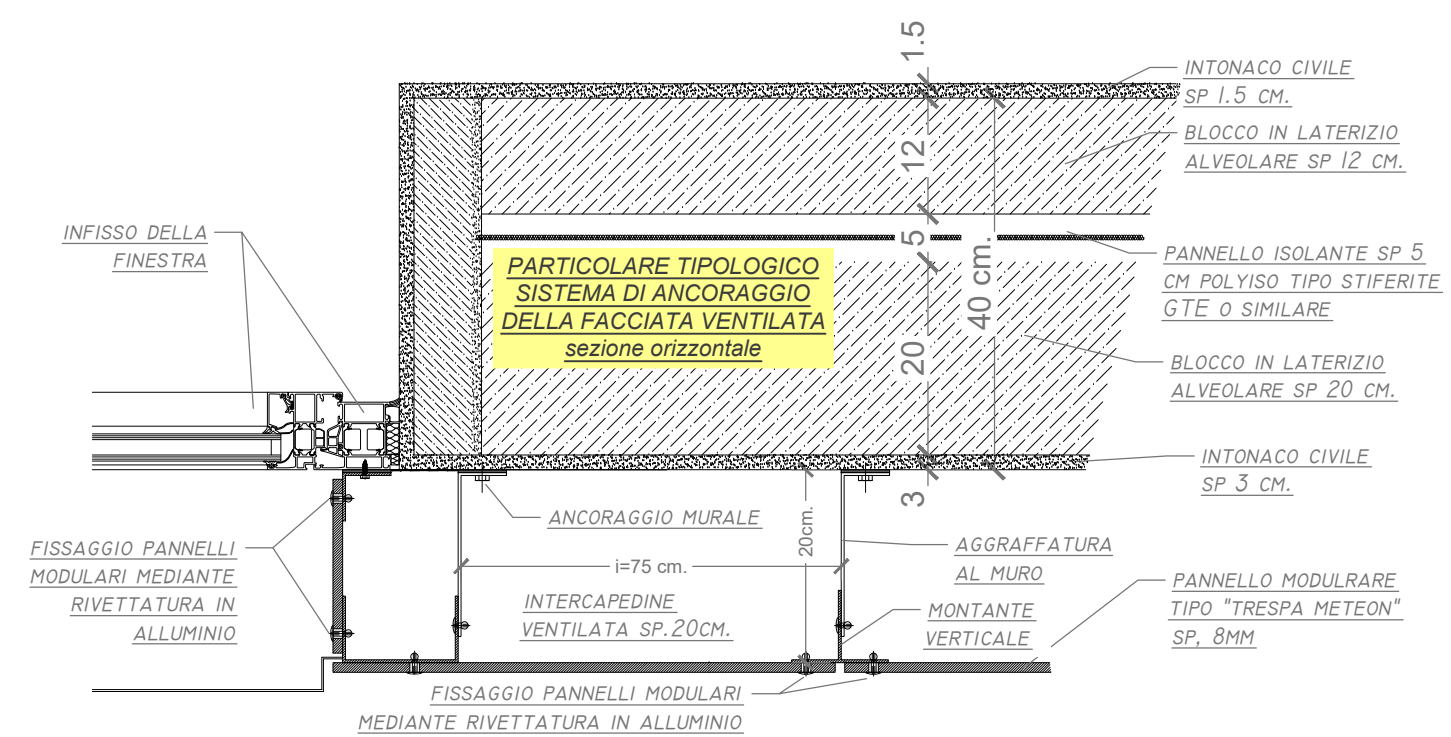 1.5
INTONACO CIVILE
SP 1.5 CM.
BLOCCO IN LATERIZIO
ALVEOLARE SP 12 CM.
12
INFISSO DELLA
FINESTRA
5
40 cm.
PANNELLO ISOLANTE SP 5
CM POLYISO TIPO STIFERITE
GTE O SIMILARE
PARTICOLARE TIPOLOGICO
SISTEMA DI ANCORAGGIO
DELLA FACCIATA VENTILATA
sezione orizzontale
20
BLOCCO IN LATERIZIO
ALVEOLARE SP 20 CM.
INTONACO CIVILE
SP 3 CM.
3
ANCORAGGIO MURALE
20cm.
FISSAGGIO PANNELLI
MODULARI MEDIANTE
RIVETTATURA IN
ALLUMINIO
i=75 cm.
AGGRAFFATURA
AL MURO
INTERCAPEDINE
VENTILATA SP.20CM.
MONTANTE
VERTICALE
PANNELLO MODULRARE
TIPO "TRESPA METEON"
SP, 8MM
FISSAGGIO PANNELLI MODULARI
MEDIANTE RIVETTATURA IN ALLUMINIO